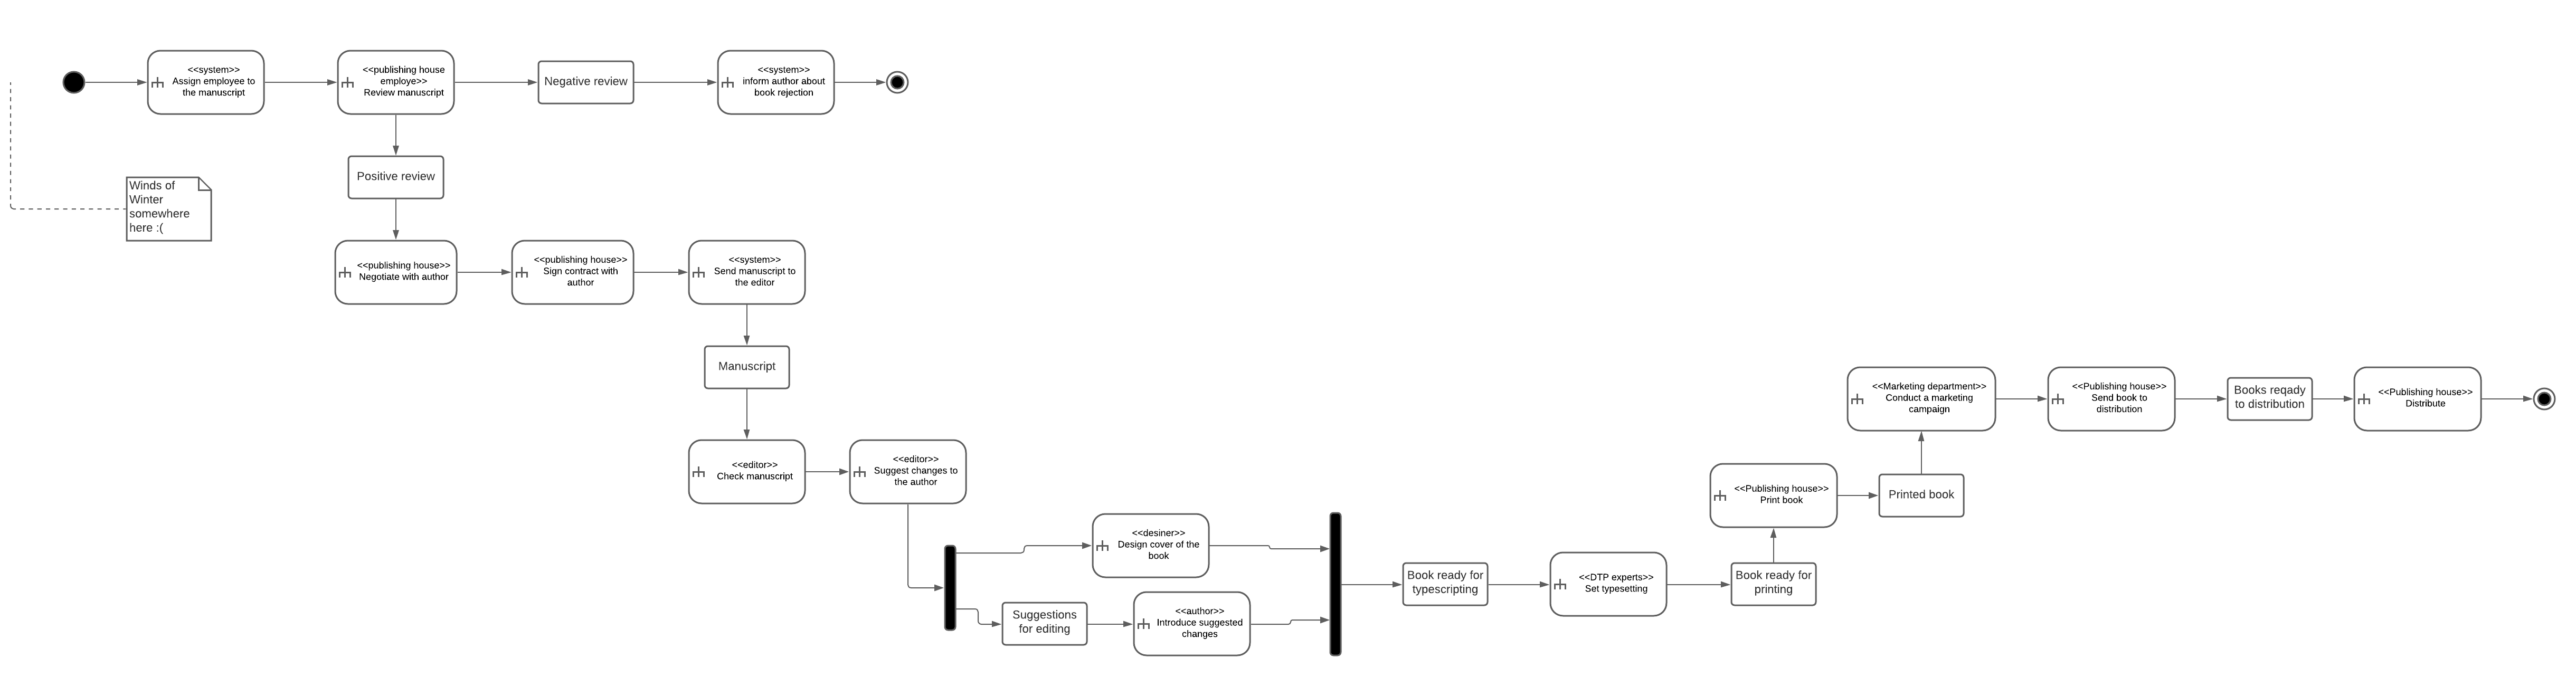 <<system>>
Assign employee to
the manuscript
<<publishing house
employe>>
Review manuscript
Negative review
<<system>>
inform author about
book rejection
Positive review
Winds of
Winter
somewhere
here :(
<<publishing house>>
Negotiate with author
<<publishing house>>
Sign contract with
author
<<system>>
Send manuscript to
the editor
Manuscript
<<editor>>
Check manuscript
<<editor>>
Suggest changes to
the author
<<desiner>>
Design cover of the
book
Suggestions
for editing
<<author>>
Introduce suggested
changes
Book ready for
typescripting
<<DTP experts>>
Set typesetting
Book ready for
printing
<<Publishing house>>
Print book
Printed book
<<Marketing department>>
Conduct a marketing
campaign
<<Publishing house>>
Send book to
distribution
Books reqady
to distribution
<<Publishing house>>
Distribute